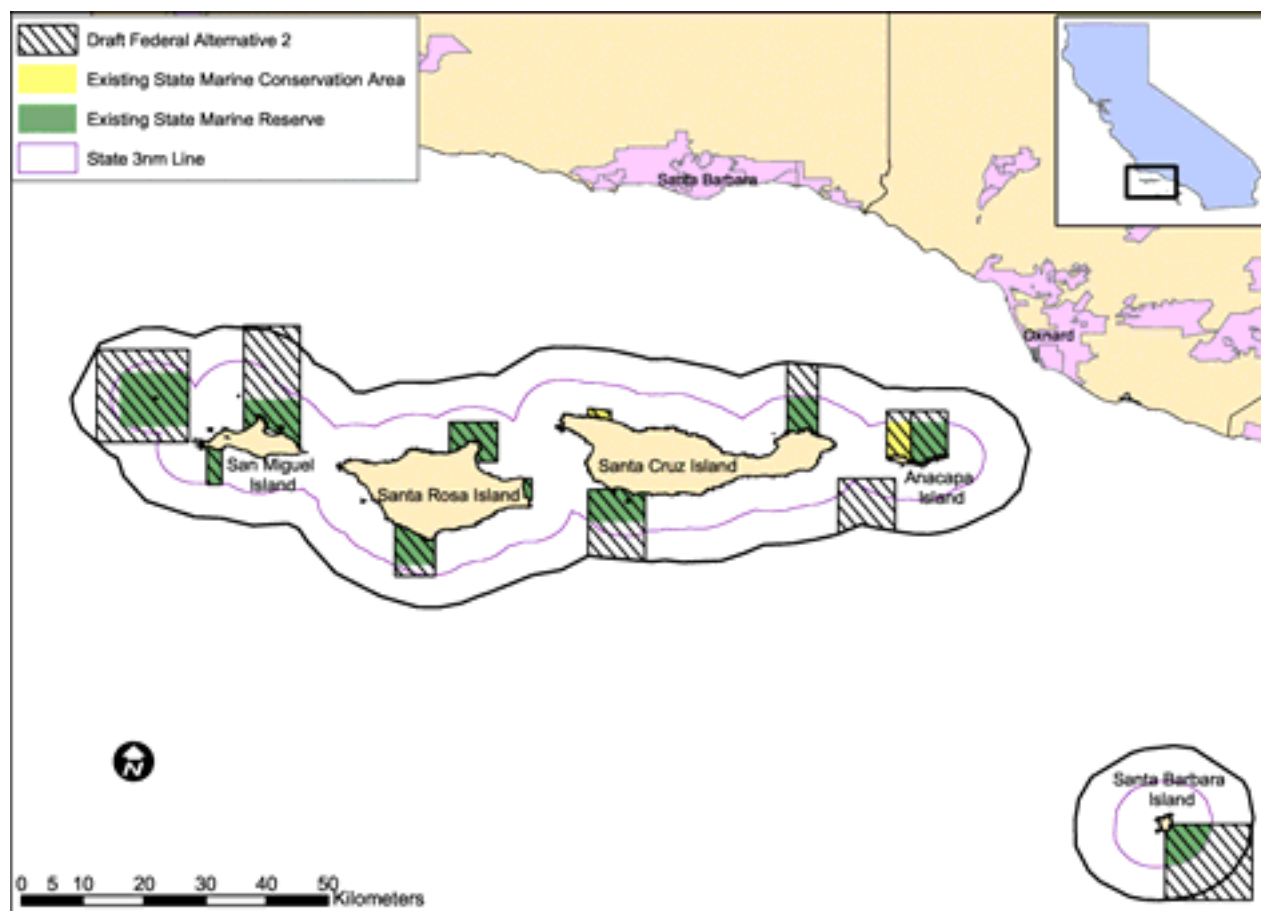 Draft Federal Alternative 2
Existing State Marine Conservation Area
Existing State Marine Reserve
State 3nm Line
Santa Barbara
Oxnard
San Miguel
Island
Santa Rosa Island
Santa Cruz Island
Anacapa
Island
Santa Barbara
Island
N
0 5 10 20 30 40 50
Kilometers